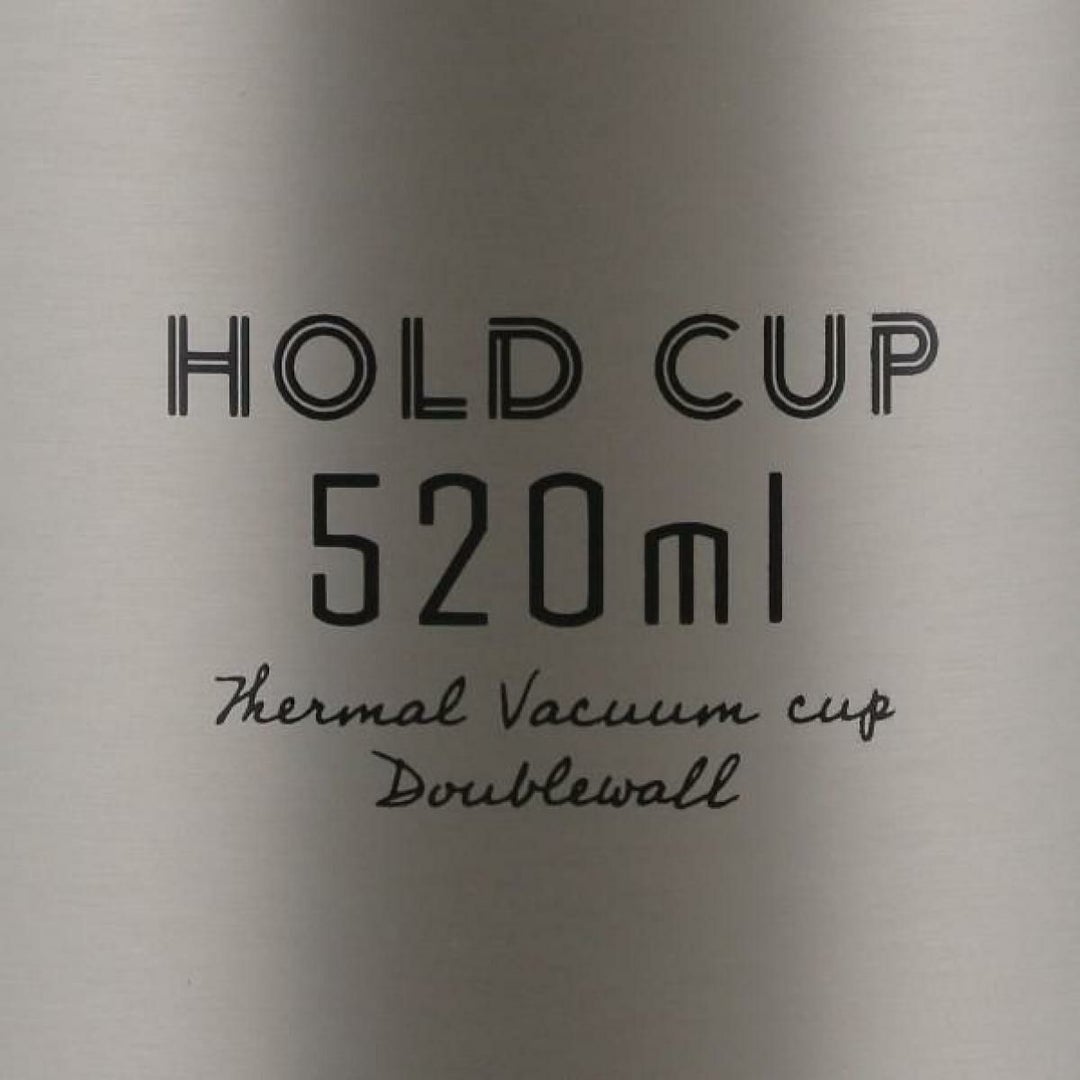 HOLD CUP
520ml
Thermal Vacuum cup
Doublewall